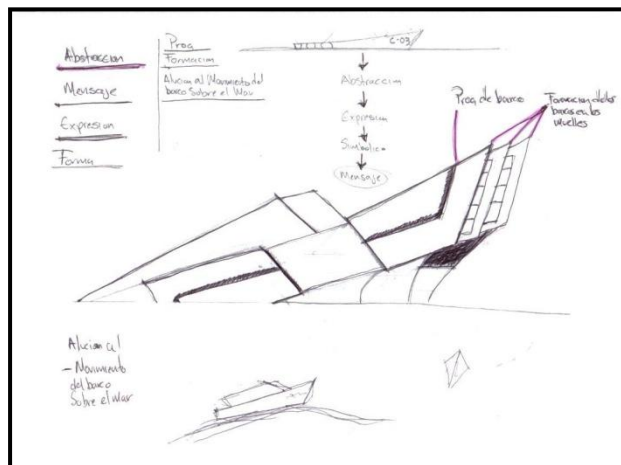 Abstraccion
Mensaje
Expresion
Forma
Proa
Formacion
Alucion al Movimiento del
barco Sobre el Mar
C-03
Abstraccion
Expresion
Simbolico
Mensaje
Proa de barco
Formacion de los
barcos en los
muelles
Alucion al
- Movimiento
del barco
Sobre el Mar